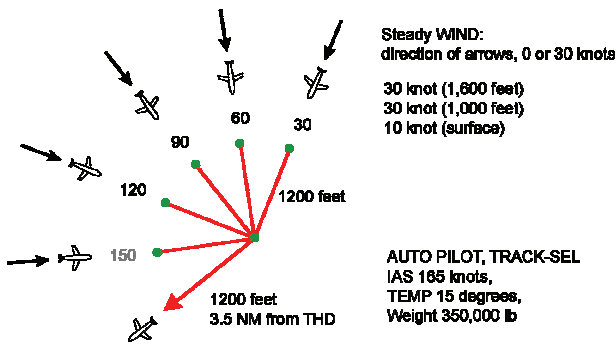 Steady WIND:
direction of arrows, 0 or 30 knots
30 knot (1,600 feet)
30 knot (1,000 feet)
10 knot (surface)
30
60
90
120
150
1200 feet
1200 feet
3.5 NM from THD
AUTO PILOT, TRACK-SEL
IAS 165 knots,
TEMP 15 degrees,
Weight 350,000 lb